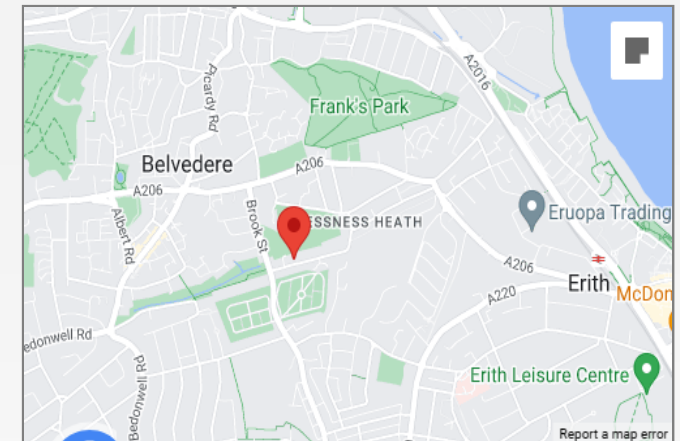 A2016
Picardy Rd
Frank's Park
Belvedere
A206
A206
Albert Rd
Brook St
ESSNESS HEATH
Eruopa Trading
A206
Erith
A220
McDon
edonwell Rd
Bedonwell Rd
Erith Leisure Centre
Report a map error